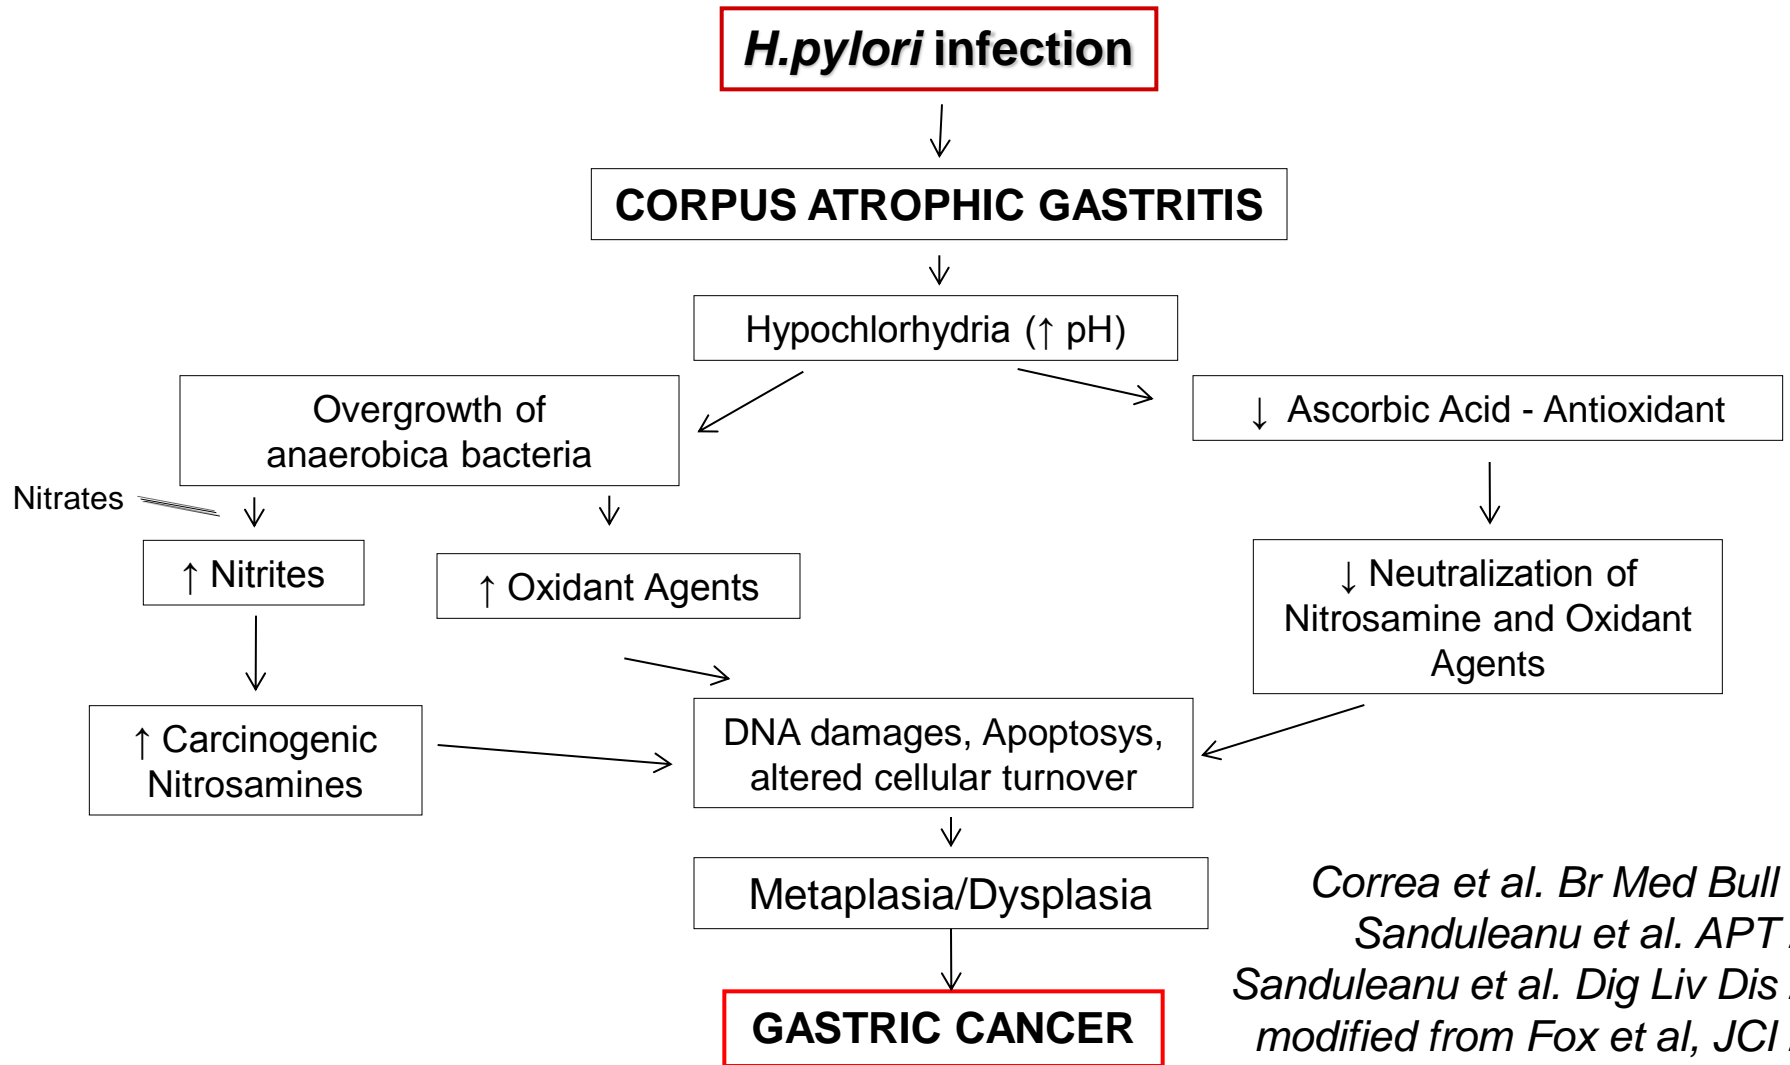 H.pylori infection
CORPUS ATROPHIC GASTRITIS
Hypochlorhydria (↑ pH)
Overgrowth of
anaerobica bacteria
↓ Ascorbic Acid - Antioxidant
Nitrates
↑ Nitrites
↑ Oxidant Agents
↓ Neutralization of
Nitrosamine and Oxidant
Agents
↑ Carcinogenic
Nitrosamines
DNA damages, Apoptosys,
altered cellular turnover
Metaplasia/Dysplasia
GASTRIC CANCER
Correa et al. Br Med Bull
Sanduleanu et al. APT
Sanduleanu et al. Dig Liv Dis
modified from Fox et al, JCI